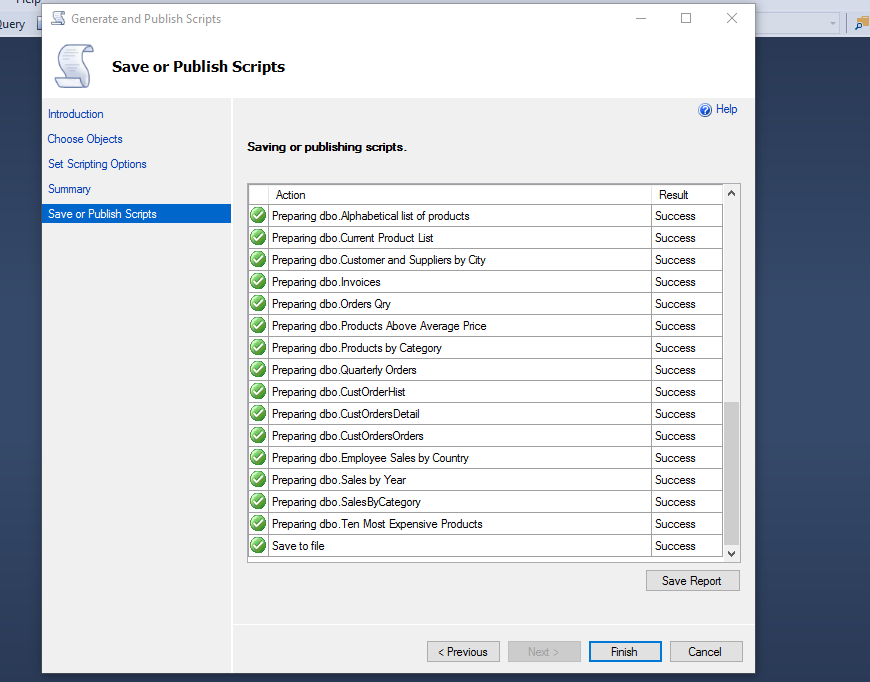 Help
Query
Generate and Publish Scripts
Save or Publish Scripts
Introduction
Choose Objects
Set Scripting Options
Summary
Save or Publish Scripts
Help
Saving or publishing scripts.
Action Result
Preparing dbo.Alphabetical list of products Success
Preparing dbo.Current Product List Success
Preparing dbo.Customer and Suppliers by City Success
Preparing dbo.Invoices Success
Preparing dbo.Orders Qry Success
Preparing dbo.Products Above Average Price Success
Preparing dbo.Products by Category Success
Preparing dbo.Quarterly Orders Success
Preparing dbo.CustOrderHist Success
Preparing dbo.CustOrdersDetail Success
Preparing dbo.CustOrdersOrders Success
Preparing dbo.Employee Sales by Country Success
Preparing dbo.Sales by Year Success
Preparing dbo.SalesByCategory Success
Preparing dbo.Ten Most Expensive Products Success
Save to file Success
Save Report
< Previous Next > Finish Cancel